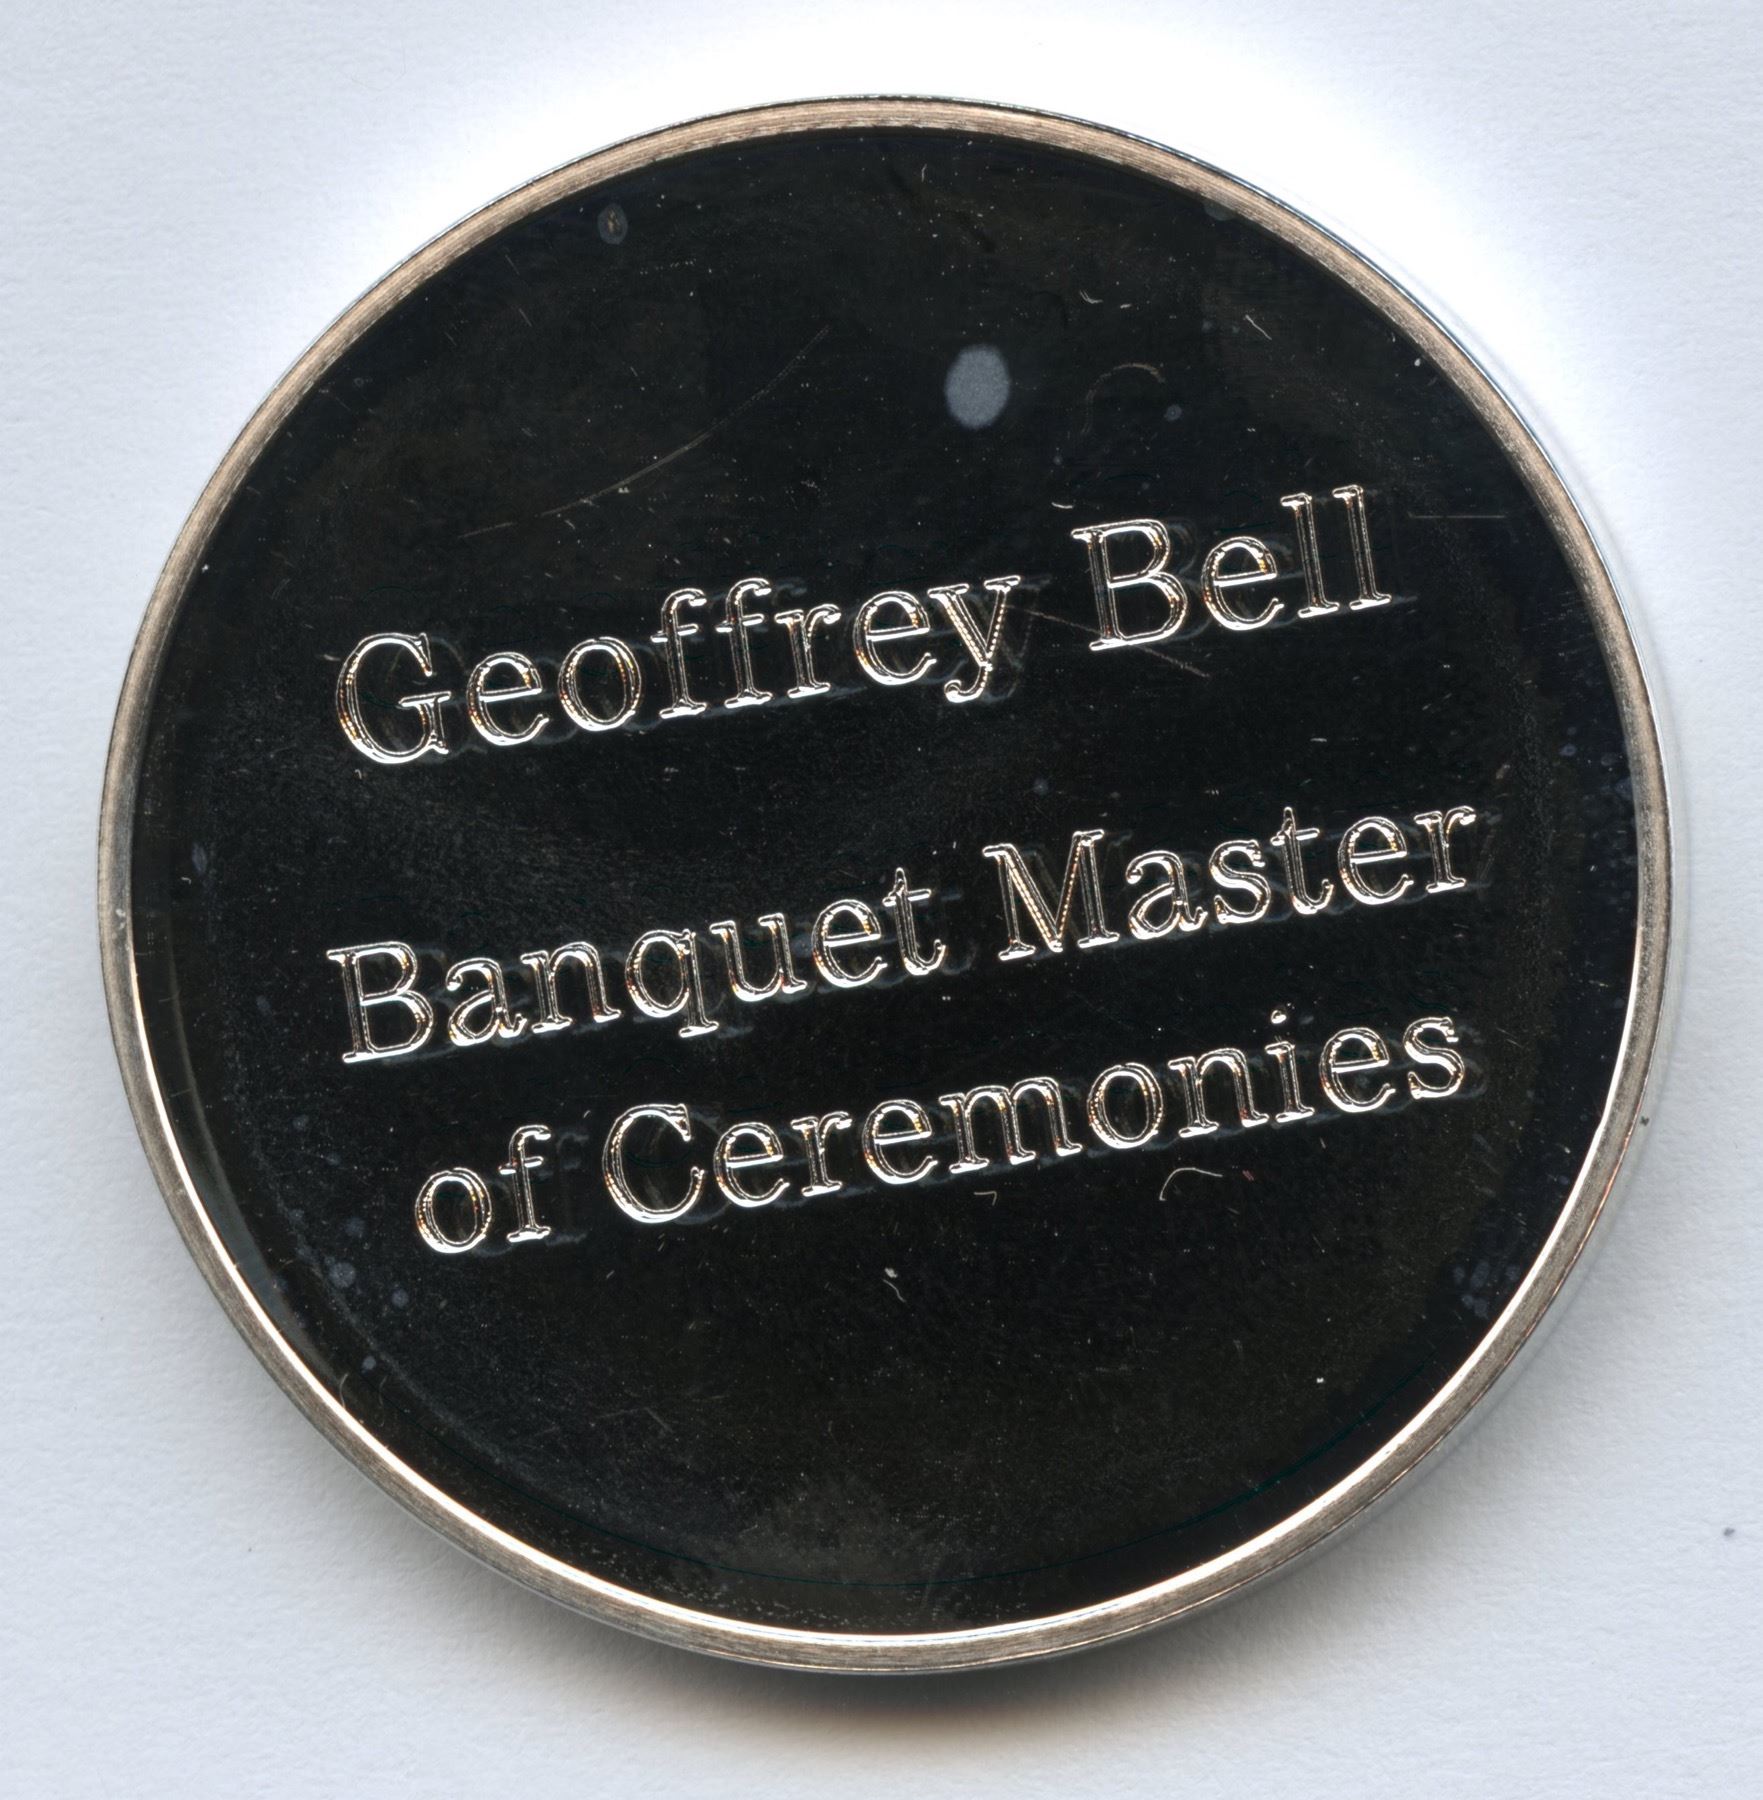 Geoffrey Bell
Banquet Master
of Ceremonies